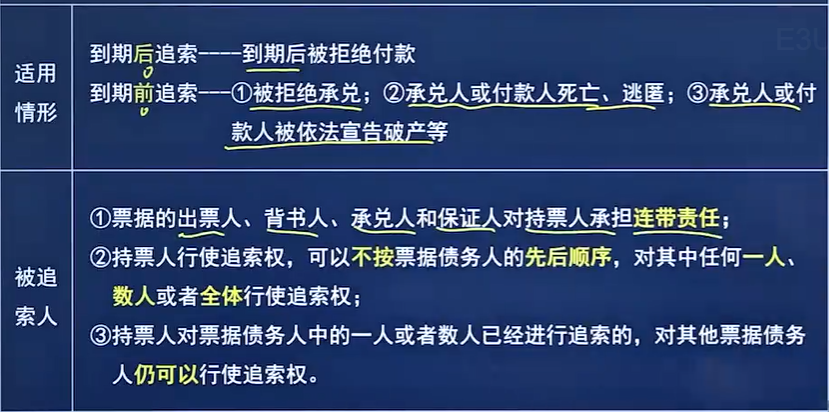 E3U
到期后追索----到期后被拒绝付款
适用
情形
到期前追索---①被拒绝承兑；②承兑人或付款人死亡、逃匿；③承兑人或付
款人被依法宣告破产等
①票据的出票人、背书人、承兑人和保证人对持票人承担连带责任；
②持票人行使追索权，可以不按票据债务人的先后顺序，对其中任何一人、
数人或者全体行使追索权；
被追
索人
③持票人对票据债务人中的一人或者数人已经进行追索的，对其他票据债务
人仍可以行使追索权。